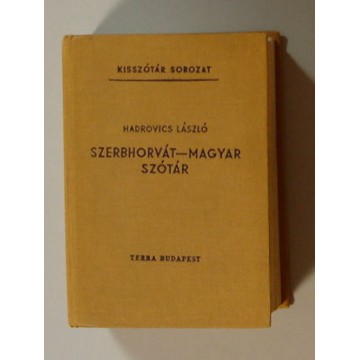 KISSZÓTÁR SOROZAT
HADROVICS LÁSZLÓ
SZERBHORVÁT—MAGYAR
SZÓTÁR
TERRA BUDAPEST